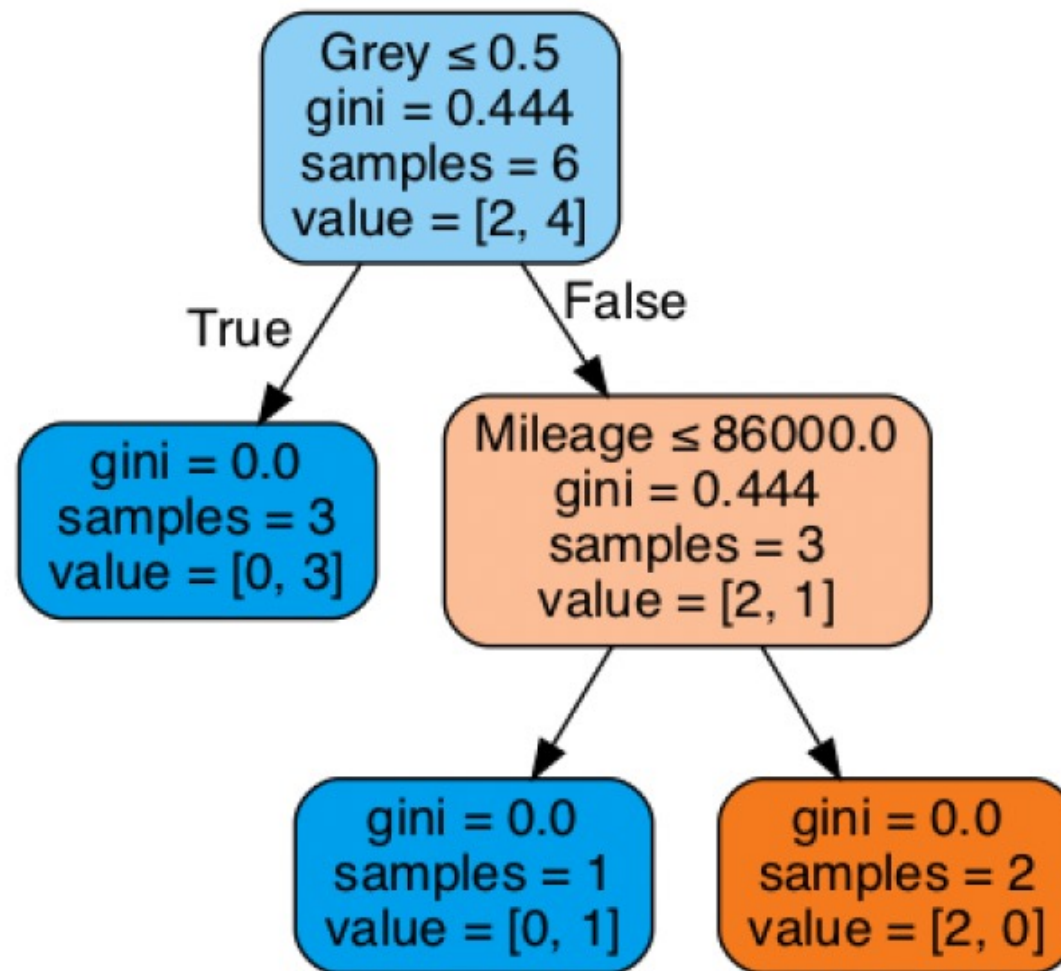 Grey ≤ 0.5
gini = 0.444
samples = 6
value = [2, 4]
True
False
gini = 0.0
samples = 3
value = [0, 3]
Mileage ≤ 86000.0
gini = 0.444
samples = 3
value = [2, 1]
gini = 0.0
samples = 1
value = [0, 1]
gini = 0.0
samples = 2
value = [2, 0]